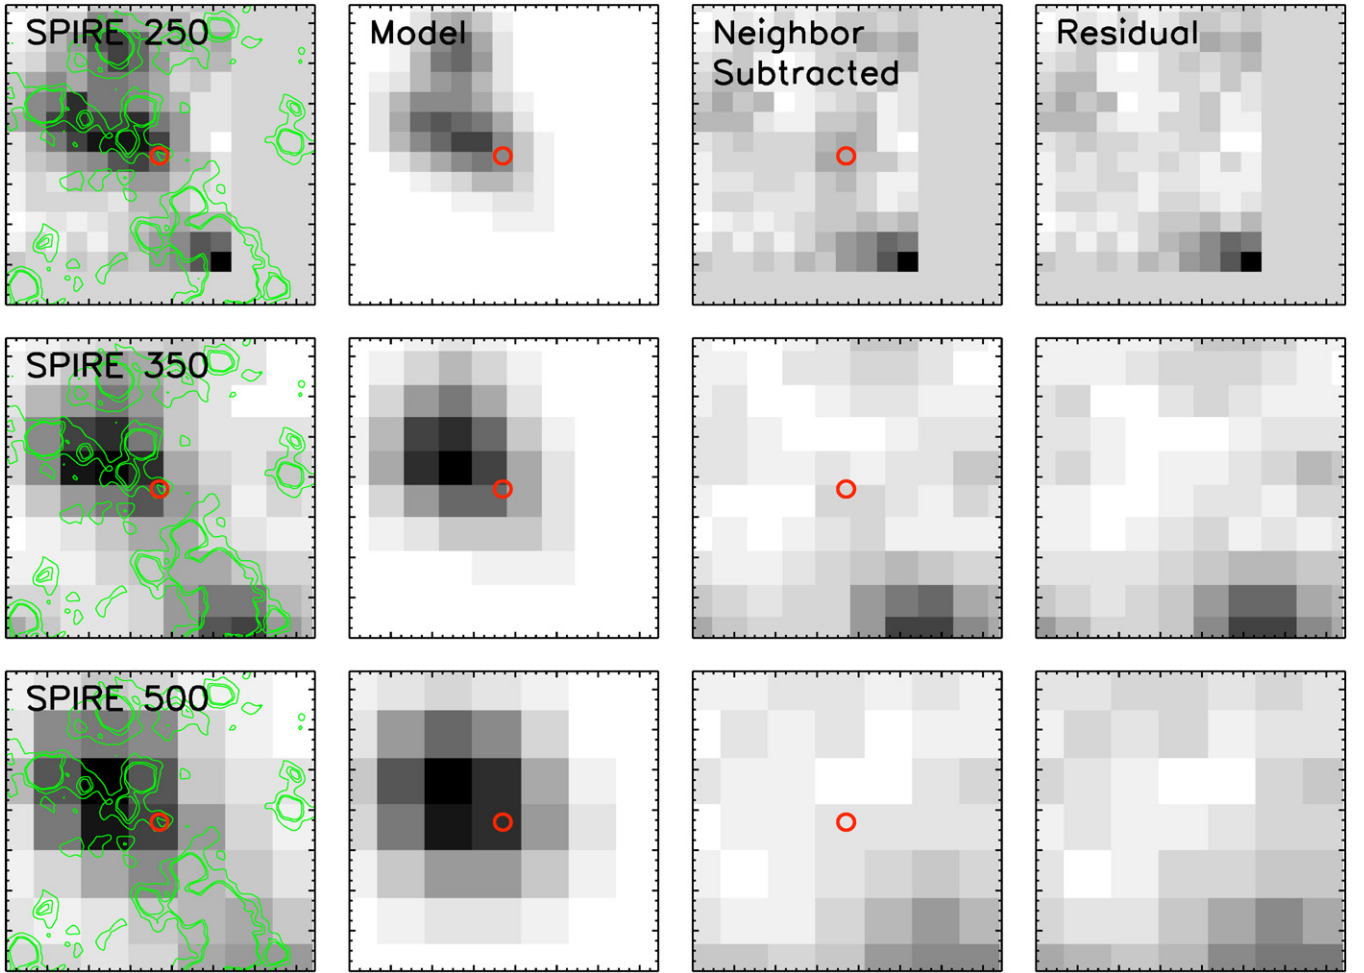 SPIRE 250
Model
Neighbor
Subtracted
Residual
SPIRE 350
SPIRE 500